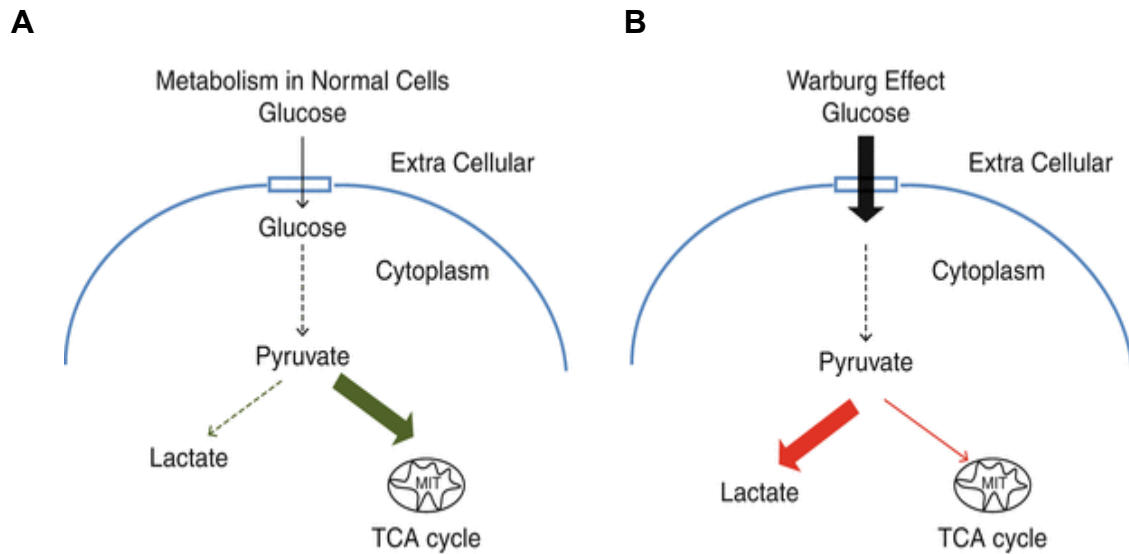 A
Metabolism in Normal Cells
Glucose
Extra Cellular
Glucose
Cytoplasm
Pyruvate
Lactate
MIT
TCA cycle
B
Warburg Effect
Glucose
Extra Cellular
Cytoplasm
Pyruvate
Lactate
MIT
TCA cycle